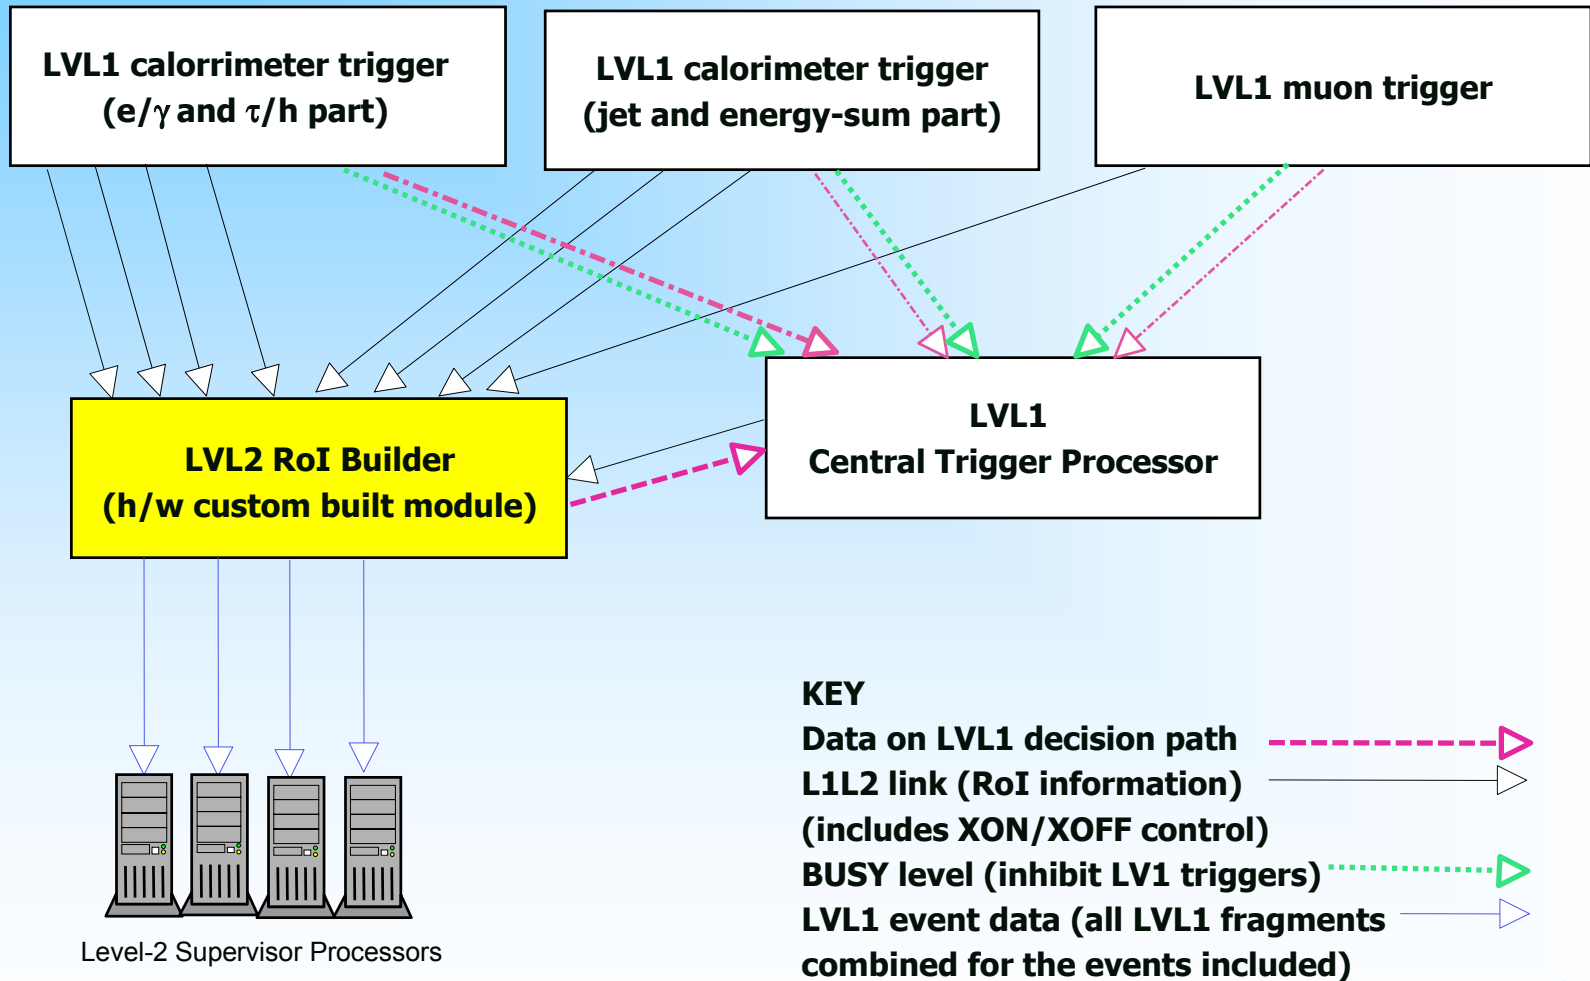 LVL1 calorrimeter trigger
(e/γ and τ/h part)
LVL1 calorimeter trigger
(jet and energy-sum part)
LVL1 muon trigger
LVL2 RoI Builder
(h/w custom built module)
LVL1
Central Trigger Processor
KEY
Data on LVL1 decision path
L1L2 link (RoI information)
(includes XON/XOFF control)
BUSY level (inhibit LV1 triggers)
LVL1 event data (all LVL1 fragments
combined for the events included)
Level-2 Supervisor Processors